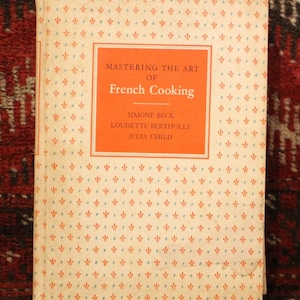 MASTERING THE ART
OF
French Cooking
SIMONE BECK
LOUISETTE BERTHOLLE
JULIA CHILD